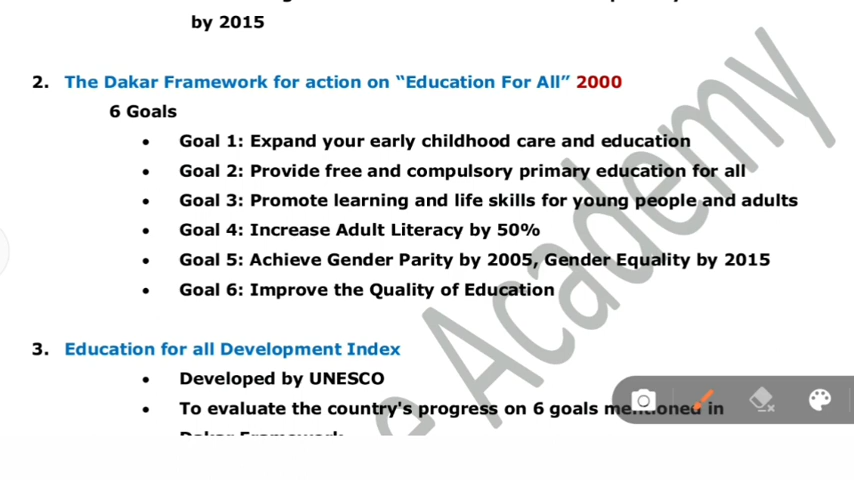 by 2015
2. The Dakar Framework for action on “Education For All” 2000
6 Goals
• Goal 1: Expand your early childhood care and education
• Goal 2: Provide free and compulsory primary education for all
• Goal 3: Promote learning and life skills for young people and adults
• Goal 4: Increase Adult Literacy by 50%
• Goal 5: Achieve Gender Parity by 2005, Gender Equality by 2015
• Goal 6: Improve the Quality of Education
3. Education for all Development Index
• Developed by UNESCO
• To evaluate the country's progress on 6 goals mentioned in
Dakar Framework
Academy